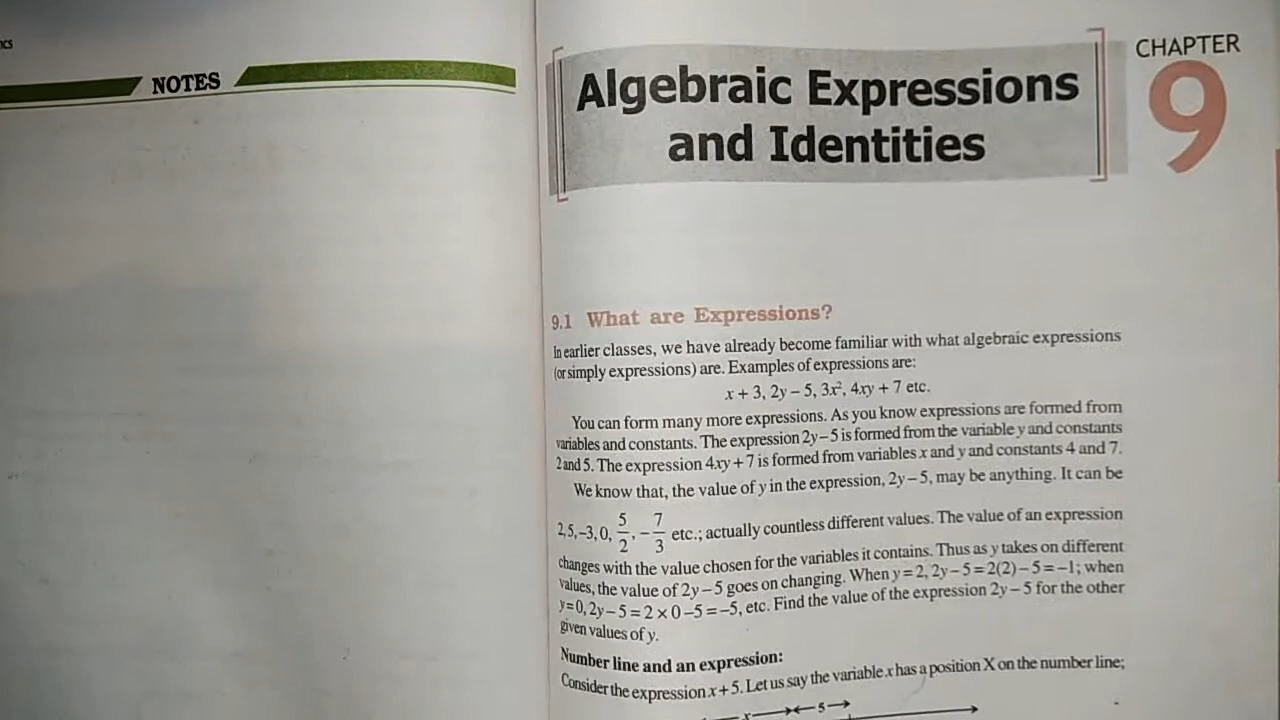 NOTES
CHAPTER
9
Algebraic Expressions
and Identities
9.1 What are Expressions?
In earlier classes, we have already become familiar with what algebraic expressions
(or simply expressions) are. Examples of expressions are:
x + 3, 2y – 5, 3x², 4xy + 7 etc.
You can form many more expressions. As you know expressions are formed from
variables and constants. The expression 2y – 5 is formed from the variable y and constants
2 and 5. The expression 4xy + 7 is formed from variables x and y and constants 4 and 7.
We know that, the value of y in the expression, 2y – 5, may be anything. It can be
2, 5, –3, 0, 5/2, –7/3 etc.; actually countless different values. The value of an expression
changes with the value chosen for the variables it contains. Thus as y takes on different
values, the value of 2y – 5 goes on changing. When y = 2, 2y – 5 = 2(2) – 5 = –1; when
y = 0, 2y – 5 = 2 × 0 – 5 = –5, etc. Find the value of the expression 2y – 5 for the other
given values of y.
Number line and an expression:
Consider the expression x + 5. Let us say the variable x has a position X on the number line;
x 5